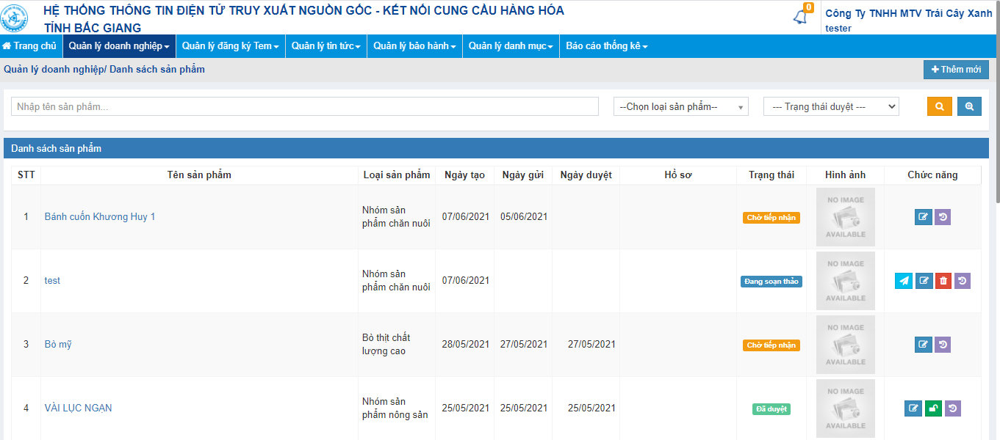 HỆ THỐNG THÔNG TIN ĐIỆN TỬ TRUY XUẤT NGUỒN GỐC - KẾT NỐI CUNG CẦU HÀNG HÓA
TỈNH BẮC GIANG
0
Công Ty TNHH MTV Trái Cây Xanh
tester
Trang chủ Quản lý doanh nghiệp Quản lý đăng ký Tem Quản lý tin tức Quản lý bảo hành Quản lý danh mục Báo cáo thống kê
Quản lý doanh nghiệp/ Danh sách sản phẩm
Thêm mới
Nhập tên sản phẩm... --Chọn loại sản phẩm-- --- Trạng thái duyệt ---
Danh sách sản phẩm
STT Tên sản phẩm Loại sản phẩm Ngày tạo Ngày gửi Ngày duyệt Hồ sơ Trạng thái Hình ảnh Chức năng
1 Bánh cuốn Khương Huy 1 Nhóm sản phẩm chăn nuôi 07/06/2021 05/06/2021 Chờ tiếp nhận NO IMAGE AVAILABLE
2 test Nhóm sản phẩm chăn nuôi 07/06/2021 Đang soạn thảo NO IMAGE AVAILABLE
3 Bò mỹ Bò thịt chất lượng cao 28/05/2021 27/05/2021 27/05/2021 Chờ tiếp nhận NO IMAGE AVAILABLE
4 VẢI LỤC NGẠN Nhóm sản phẩm nông sản 25/05/2021 25/05/2021 25/05/2021 Đã duyệt NO IMAGE AVAILABLE